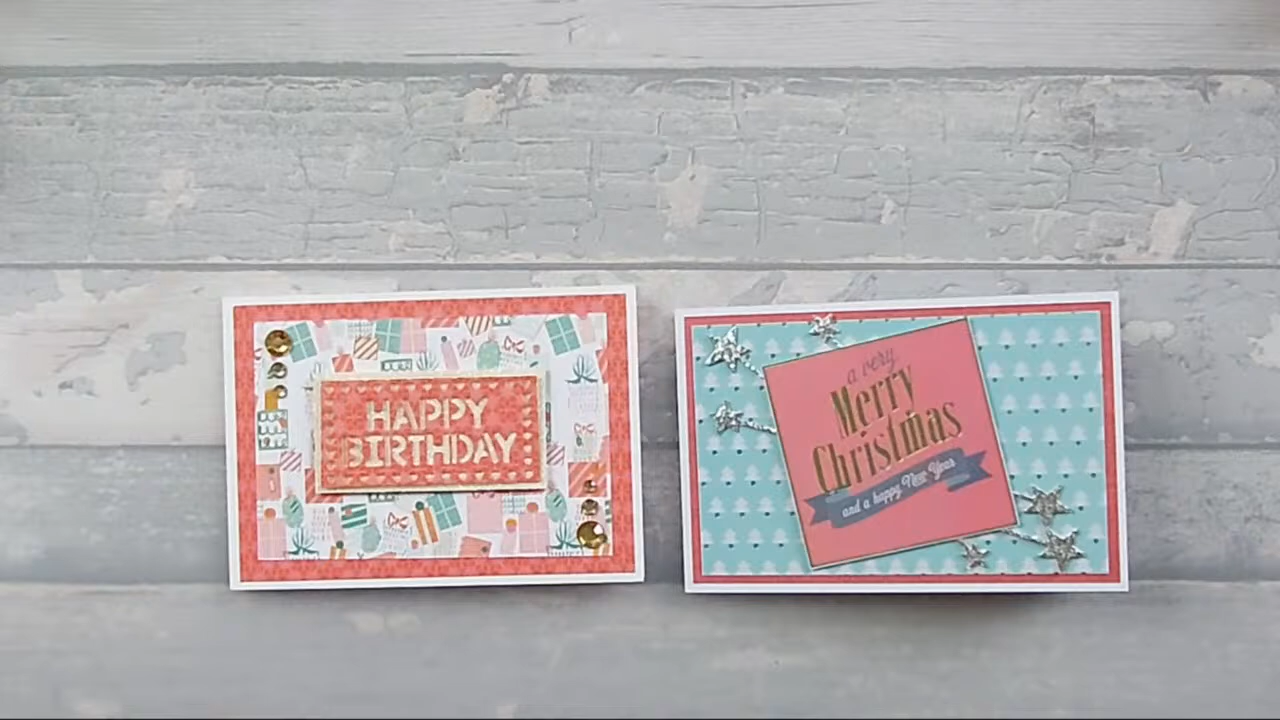 HAPPY
BIRTHDAY
a very
Merry
Christmas
and a happy New Year